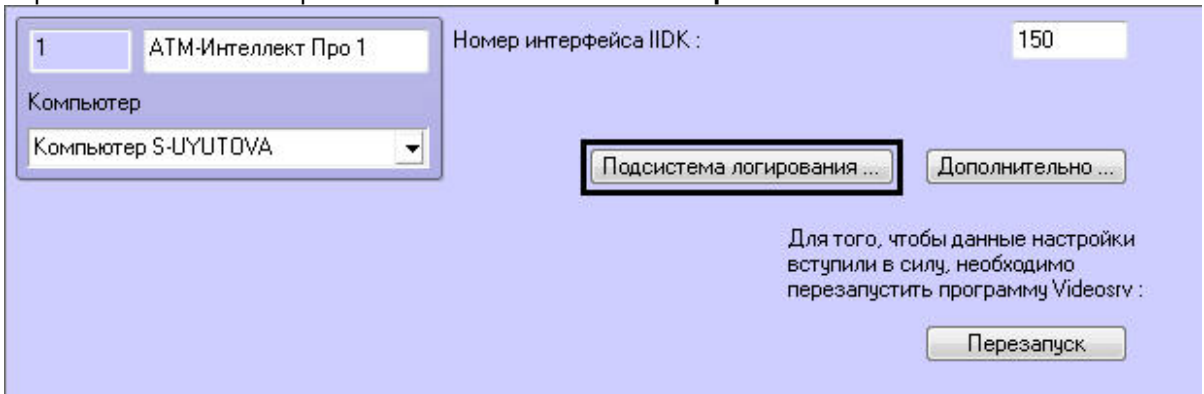 1
АТМ-Интеллект Про 1
Номер интерфейса IIDK :
150
Компьютер
Компьютер S-UYUTOVA
Подсистема логирования ...
Дополнительно ...
Для того, чтобы данные настройки
вступили в силу, необходимо
перезапустить программу Videosrv :
Перезапуск